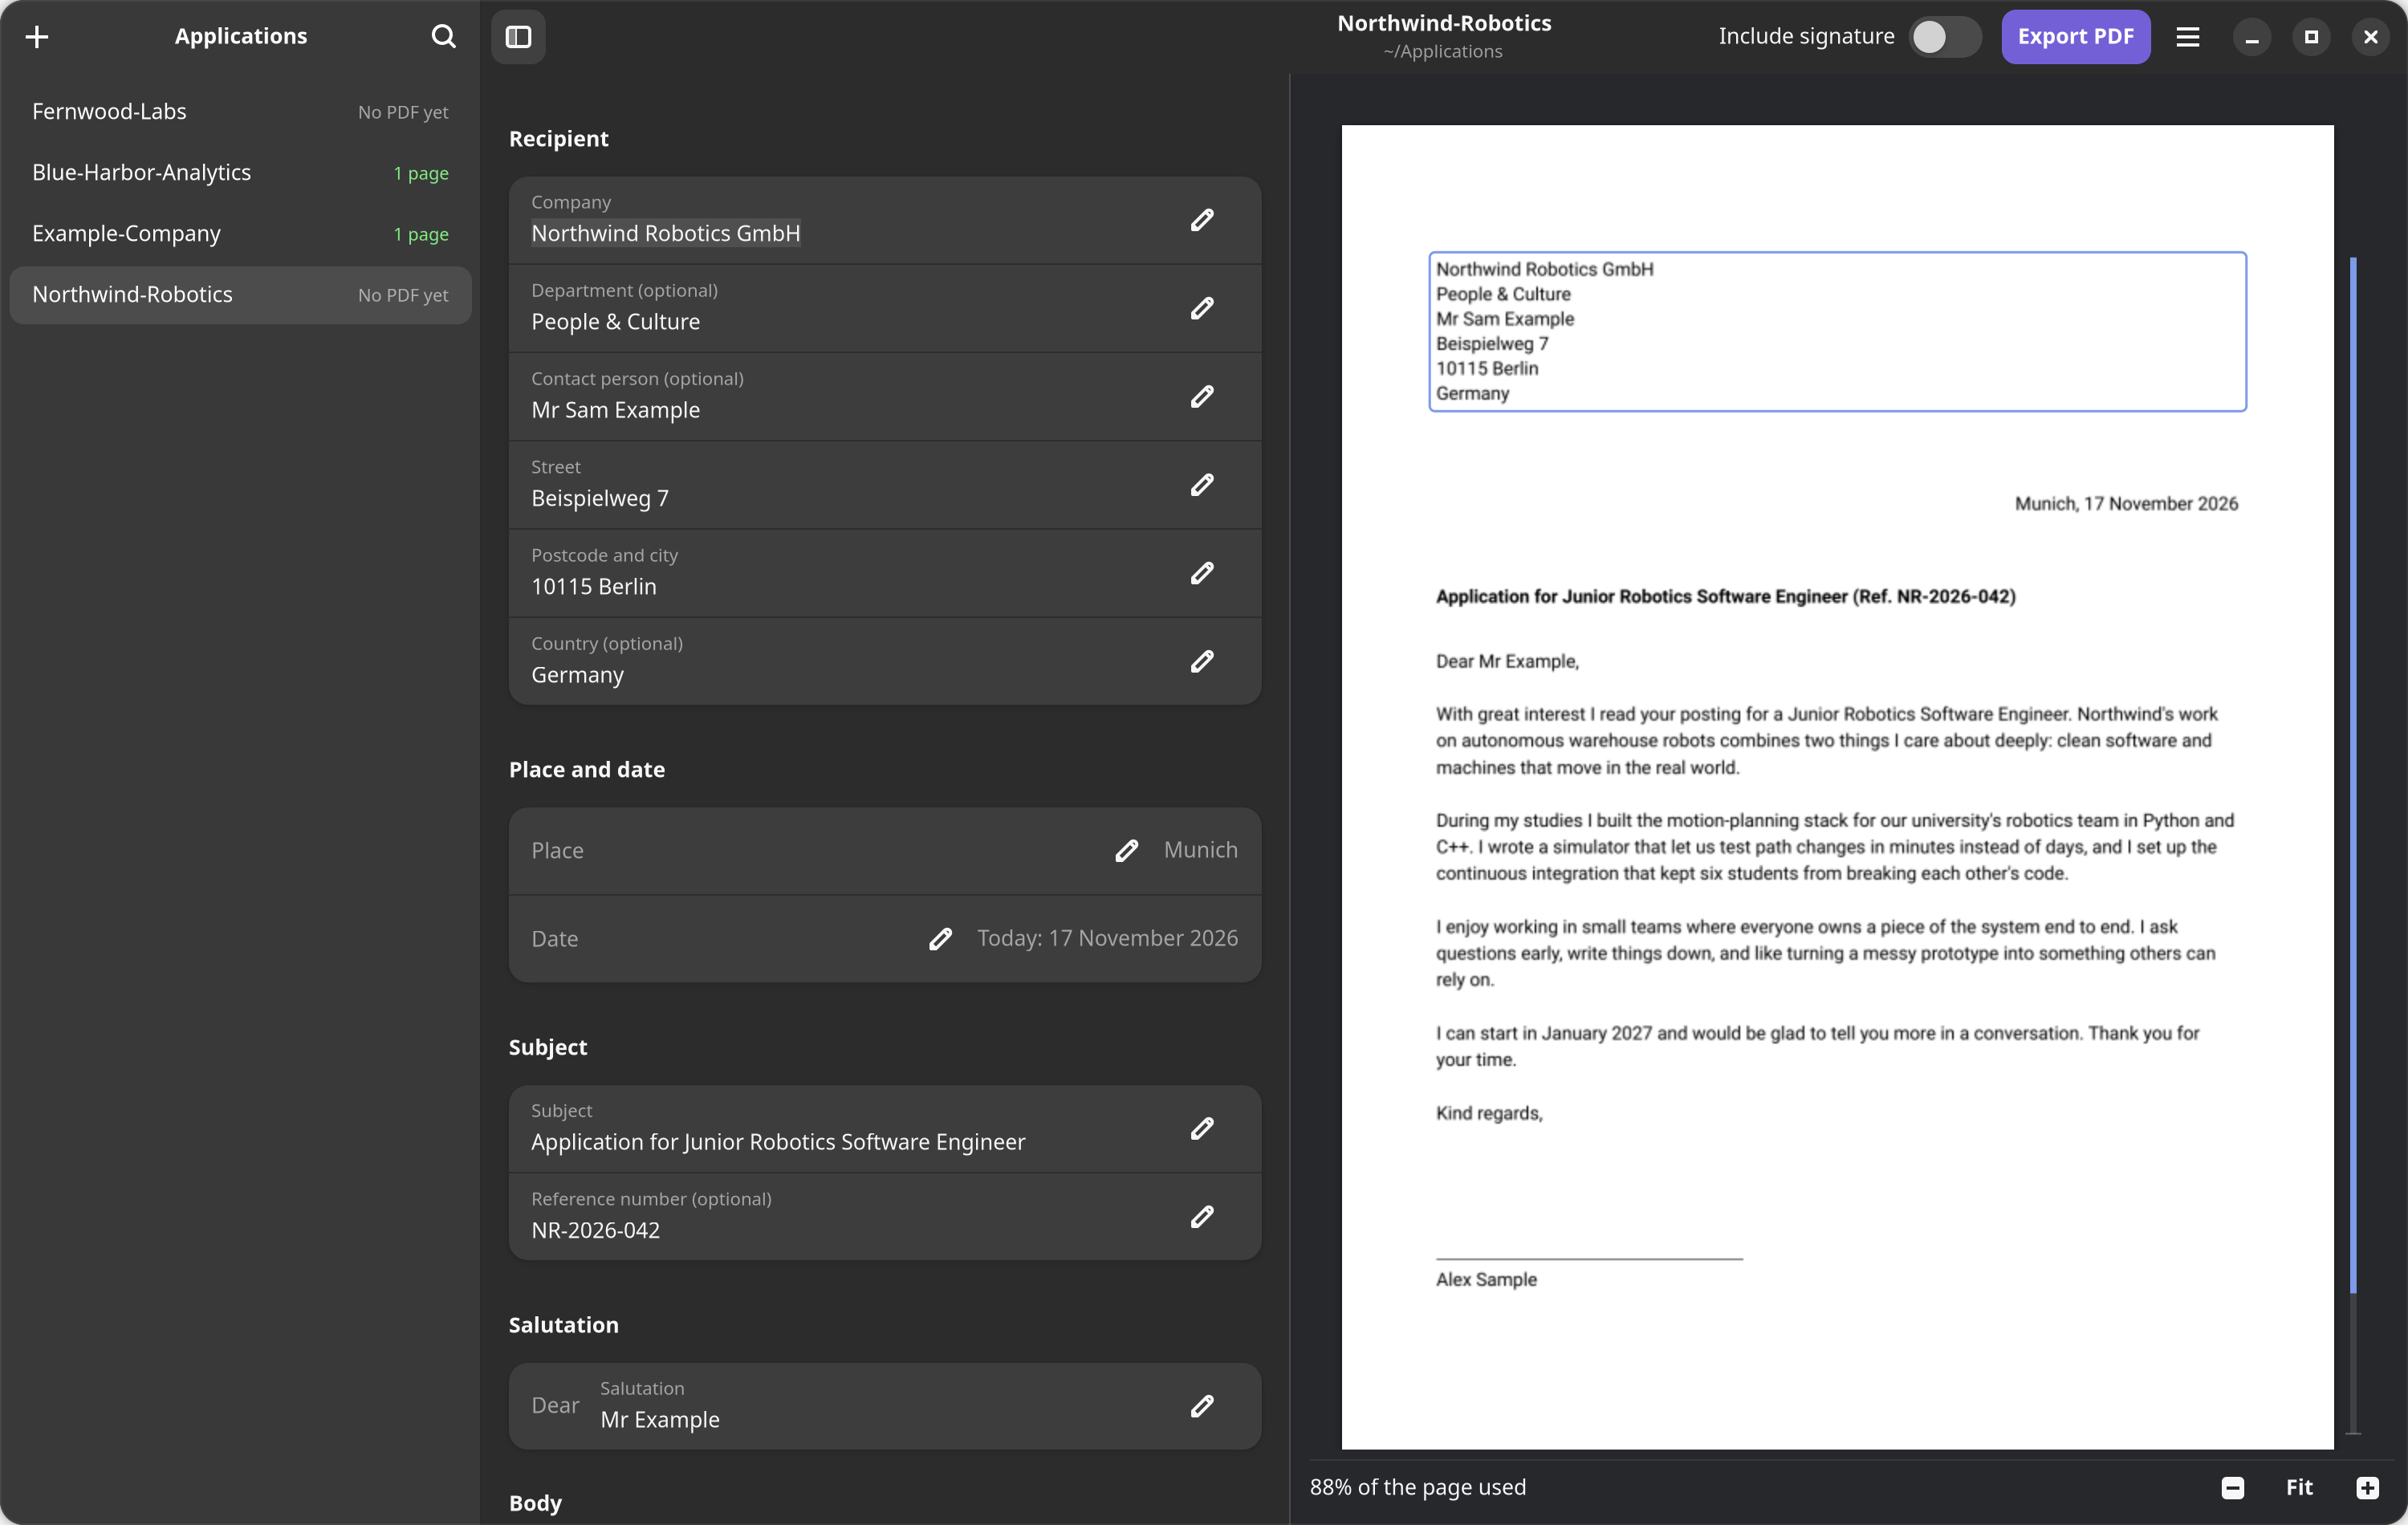 Applications
Fernwood-Labs No PDF yet
Blue-Harbor-Analytics 1 page
Example-Company 1 page
Northwind-Robotics No PDF yet
Northwind-Robotics
~/Applications
Include signature
Export PDF
Recipient
Company
Northwind Robotics GmbH
Department (optional)
People & Culture
Contact person (optional)
Mr Sam Example
Street
Beispielweg 7
Postcode and city
10115 Berlin
Country (optional)
Germany
Place and date
Place Munich
Date Today: 17 November 2026
Subject
Subject
Application for Junior Robotics Software Engineer
Reference number (optional)
NR-2026-042
Salutation
Dear
Salutation
Mr Example
Body
Northwind Robotics GmbH
People & Culture
Mr Sam Example
Beispielweg 7
10115 Berlin
Germany
Munich, 17 November 2026
Application for Junior Robotics Software Engineer (Ref. NR-2026-042)
Dear Mr Example,
With great interest I read your posting for a Junior Robotics Software Engineer. Northwind's work
on autonomous warehouse robots combines two things I care about deeply: clean software and
machines that move in the real world.
During my studies I built the motion-planning stack for our university's robotics team in Python and
C++. I wrote a simulator that let us test path changes in minutes instead of days, and I set up the
continuous integration that kept six students from breaking each other's code.
I enjoy working in small teams where everyone owns a piece of the system end to end. I ask
questions early, write things down, and like turning a messy prototype into something others can
rely on.
I can start in January 2027 and would be glad to tell you more in a conversation. Thank you for
your time.
Kind regards,
Alex Sample
88% of the page used
Fit